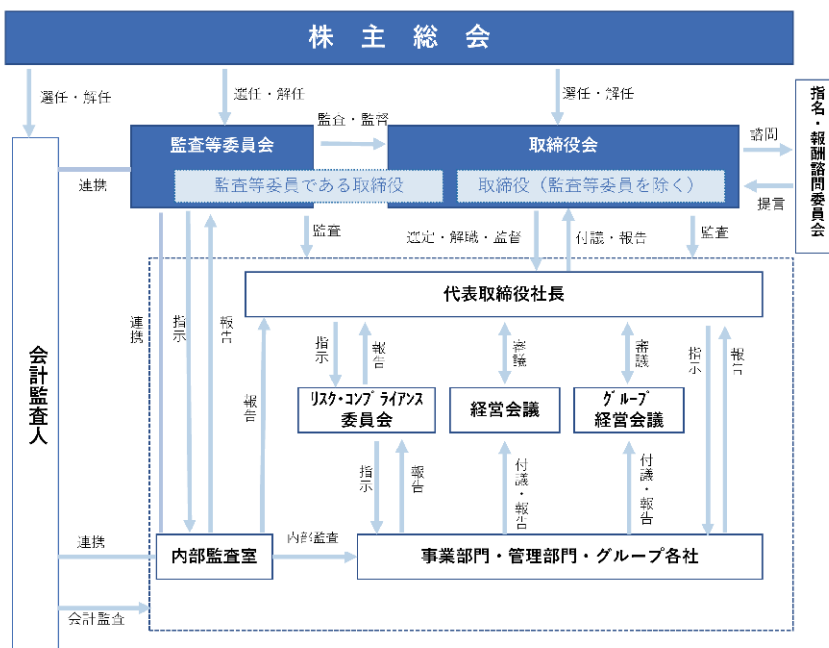 株主総会
選任・解任
選任・解任
選任・解任
監査等委員会
監査・監督
取締役会
諮問
指名・報酬諮問委員会
連携
監査等委員である取締役
取締役（監査等委員を除く）
提言
監査
選定・解職・監督
付議・報告
監査
代表取締役社長
連携
指示
報告
報告
指示
報告
審議
審議
指示
報告
リスク・コンプライアンス
委員会
経営会議
グループ
経営会議
会計監査人
指示
報告
付議・報告
付議・報告
連携
内部監査室
内部監査
事業部門・管理部門・グループ各社
会計監査